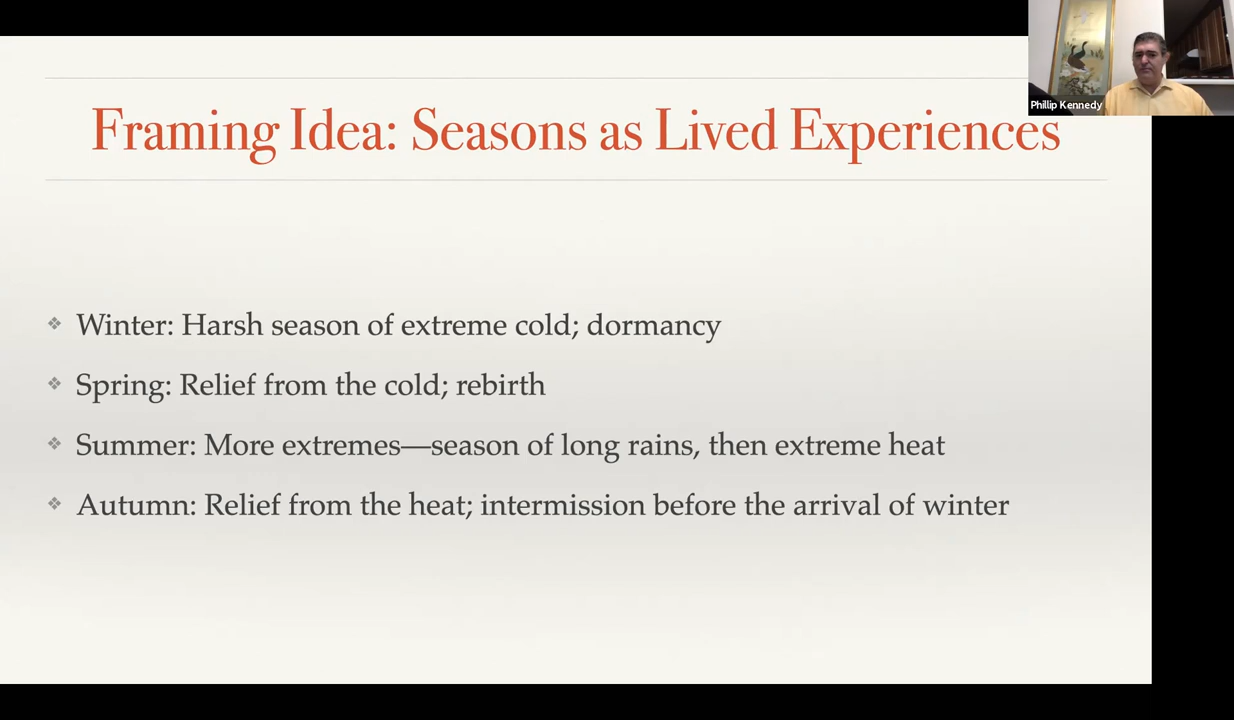 Phillip Kennedy
Framing Idea: Seasons as Lived Experiences
Winter: Harsh season of extreme cold; dormancy
Spring: Relief from the cold; rebirth
Summer: More extremes—season of long rains, then extreme heat
Autumn: Relief from the heat; intermission before the arrival of winter